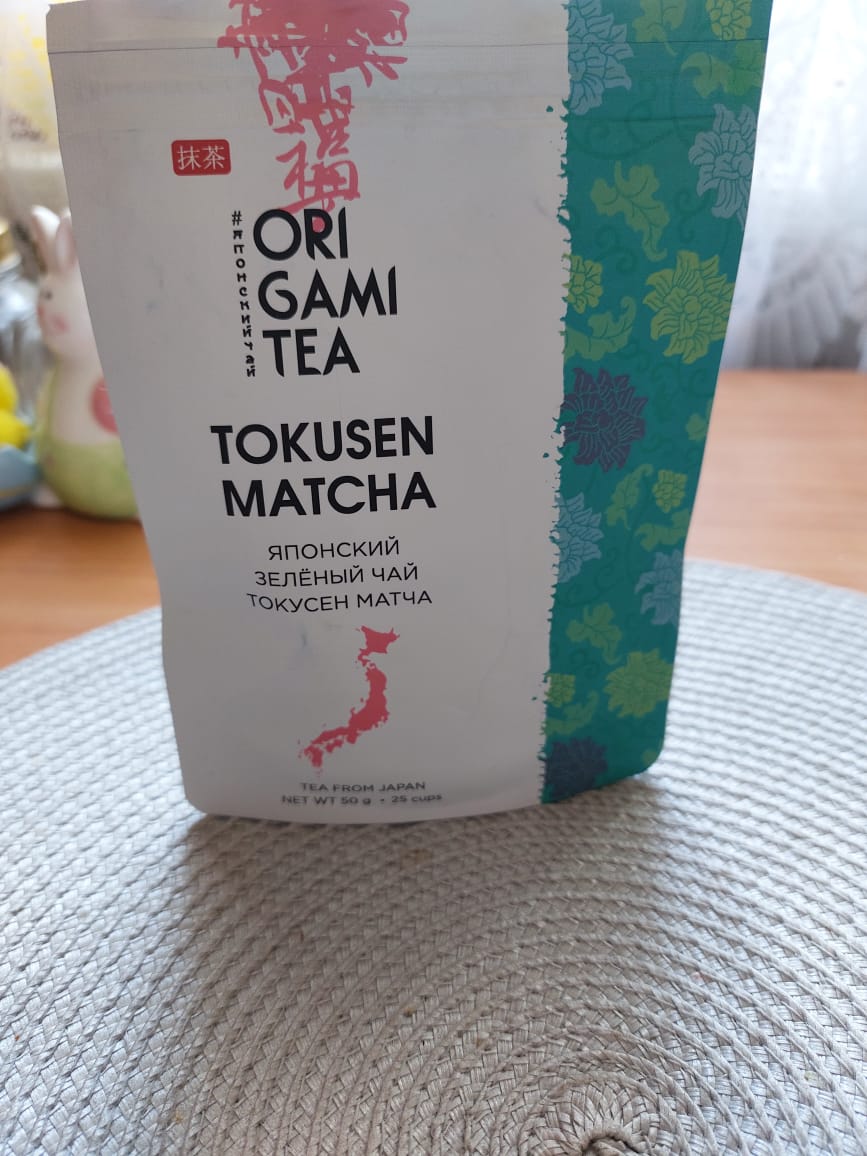 抹茶
#японскийчай
ORI
GAMI
TEA
TOKUSEN
MATCHA
ЯПОНСКИЙ
ЗЕЛЁНЫЙ ЧАЙ
ТОКУСЕН МАТЧА
TEA FROM JAPAN
NET WT 50 g • 25 cups